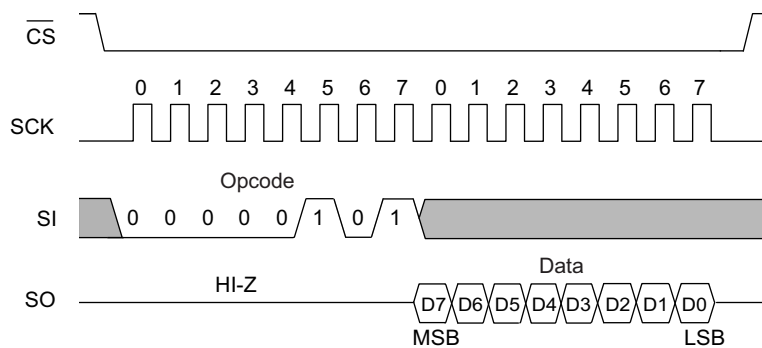 CS
0 1 2 3 4 5 6 7 0 1 2 3 4 5 6 7
SCK
Opcode
SI 0 0 0 0 0 1 0 1
Data
HI-Z
SO D7 D6 D5 D4 D3 D2 D1 D0
MSB LSB